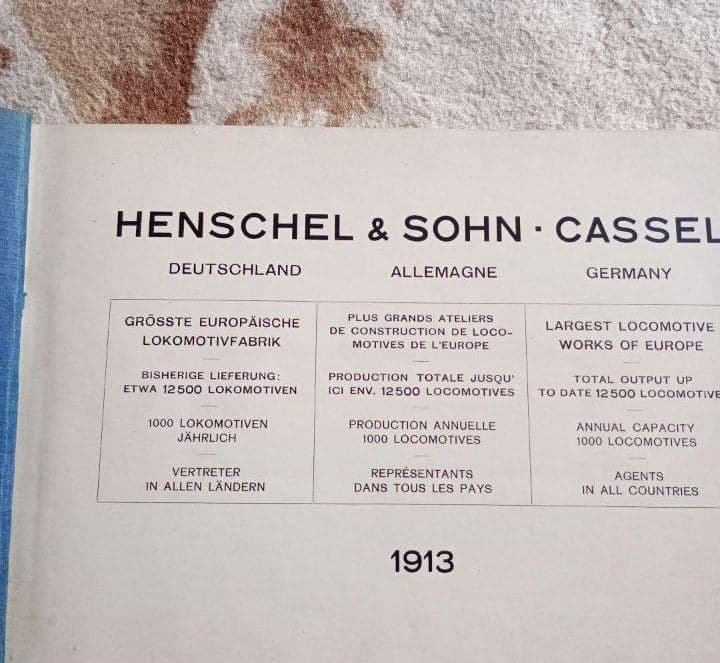 HENSCHEL & SOHN · CASSEL
DEUTSCHLAND
ALLEMAGNE
GERMANY
GRÖSSTE EUROPÄISCHE
LOKOMOTIVFABRIK
BISHERIGE LIEFERUNG:
ETWA 12500 LOKOMOTIVEN
1000 LOKOMOTIVEN
JÄHRLICH
VERTRETER
IN ALLEN LÄNDERN
PLUS GRANDS ATELIERS
DE CONSTRUCTION DE LOCO-
MOTIVES DE L'EUROPE
PRODUCTION TOTALE JUSQU'
ICI ENV. 12500 LOCOMOTIVES
PRODUCTION ANNUELLE
1000 LOCOMOTIVES
REPRÉSENTANTS
DANS TOUS LES PAYS
LARGEST LOCOMOTIVE
WORKS OF EUROPE
TOTAL OUTPUT UP
TO DATE 12500 LOCOMOTIVE
ANNUAL CAPACITY
1000 LOCOMOTIVES
AGENTS
IN ALL COUNTRIES
1913